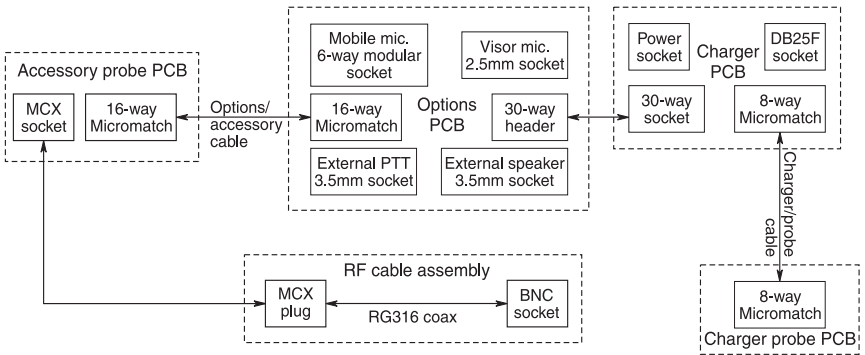 Accessory probe PCB
MCX
socket
16-way
Micromatch
Options/
accessory
cable
Mobile mic.
6-way modular
socket
Visor mic.
2.5mm socket
16-way
Micromatch
Options
PCB
30-way
header
External PTT
3.5mm socket
External speaker
3.5mm socket
Power
socket
Charger
PCB
DB25F
socket
30-way
socket
8-way
Micromatch
Charger/probe
cable
RF cable assembly
MCX
plug
RG316 coax
BNC
socket
8-way
Micromatch
Charger probe PCB